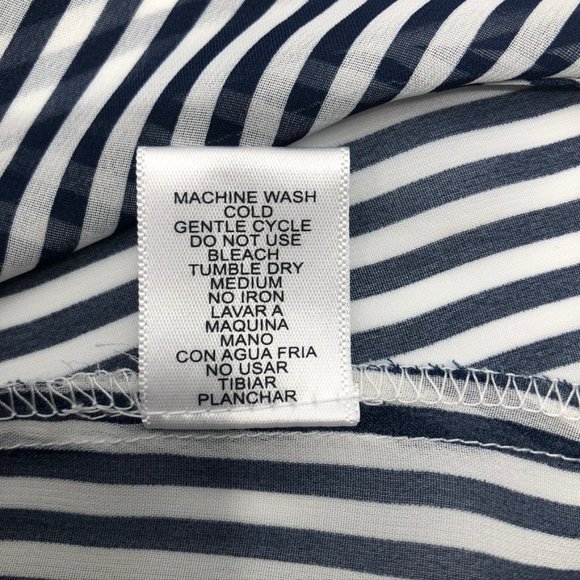 MACHINE WASH
COLD
GENTLE CYCLE
DO NOT USE
BLEACH
TUMBLE DRY
MEDIUM
NO IRON
LAVAR A
MAQUINA
MANO
CON AGUA FRIA
NO USAR
TIBIAR
PLANCHAR